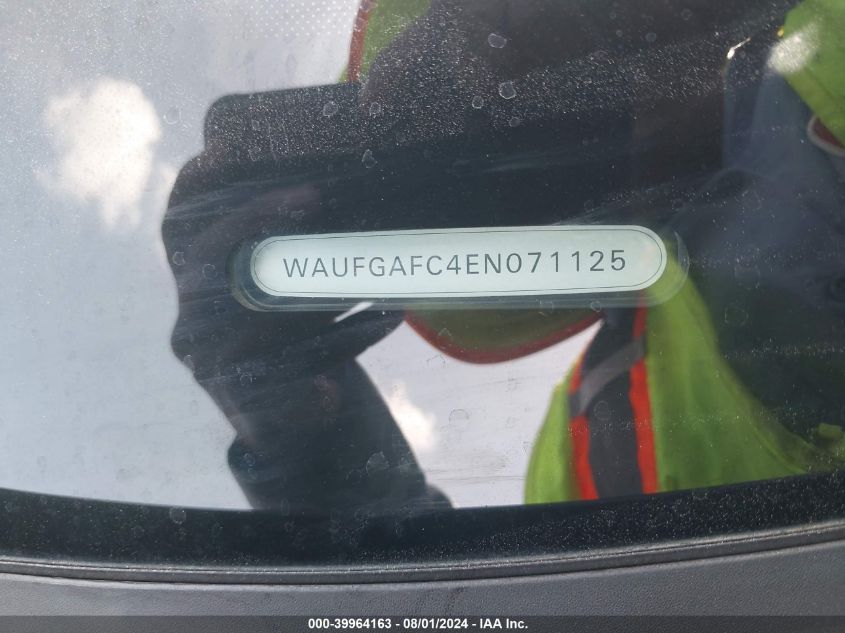 WAUFGAFC4EN071125
000-39964163 - 08/01/2024 - IAA Inc.